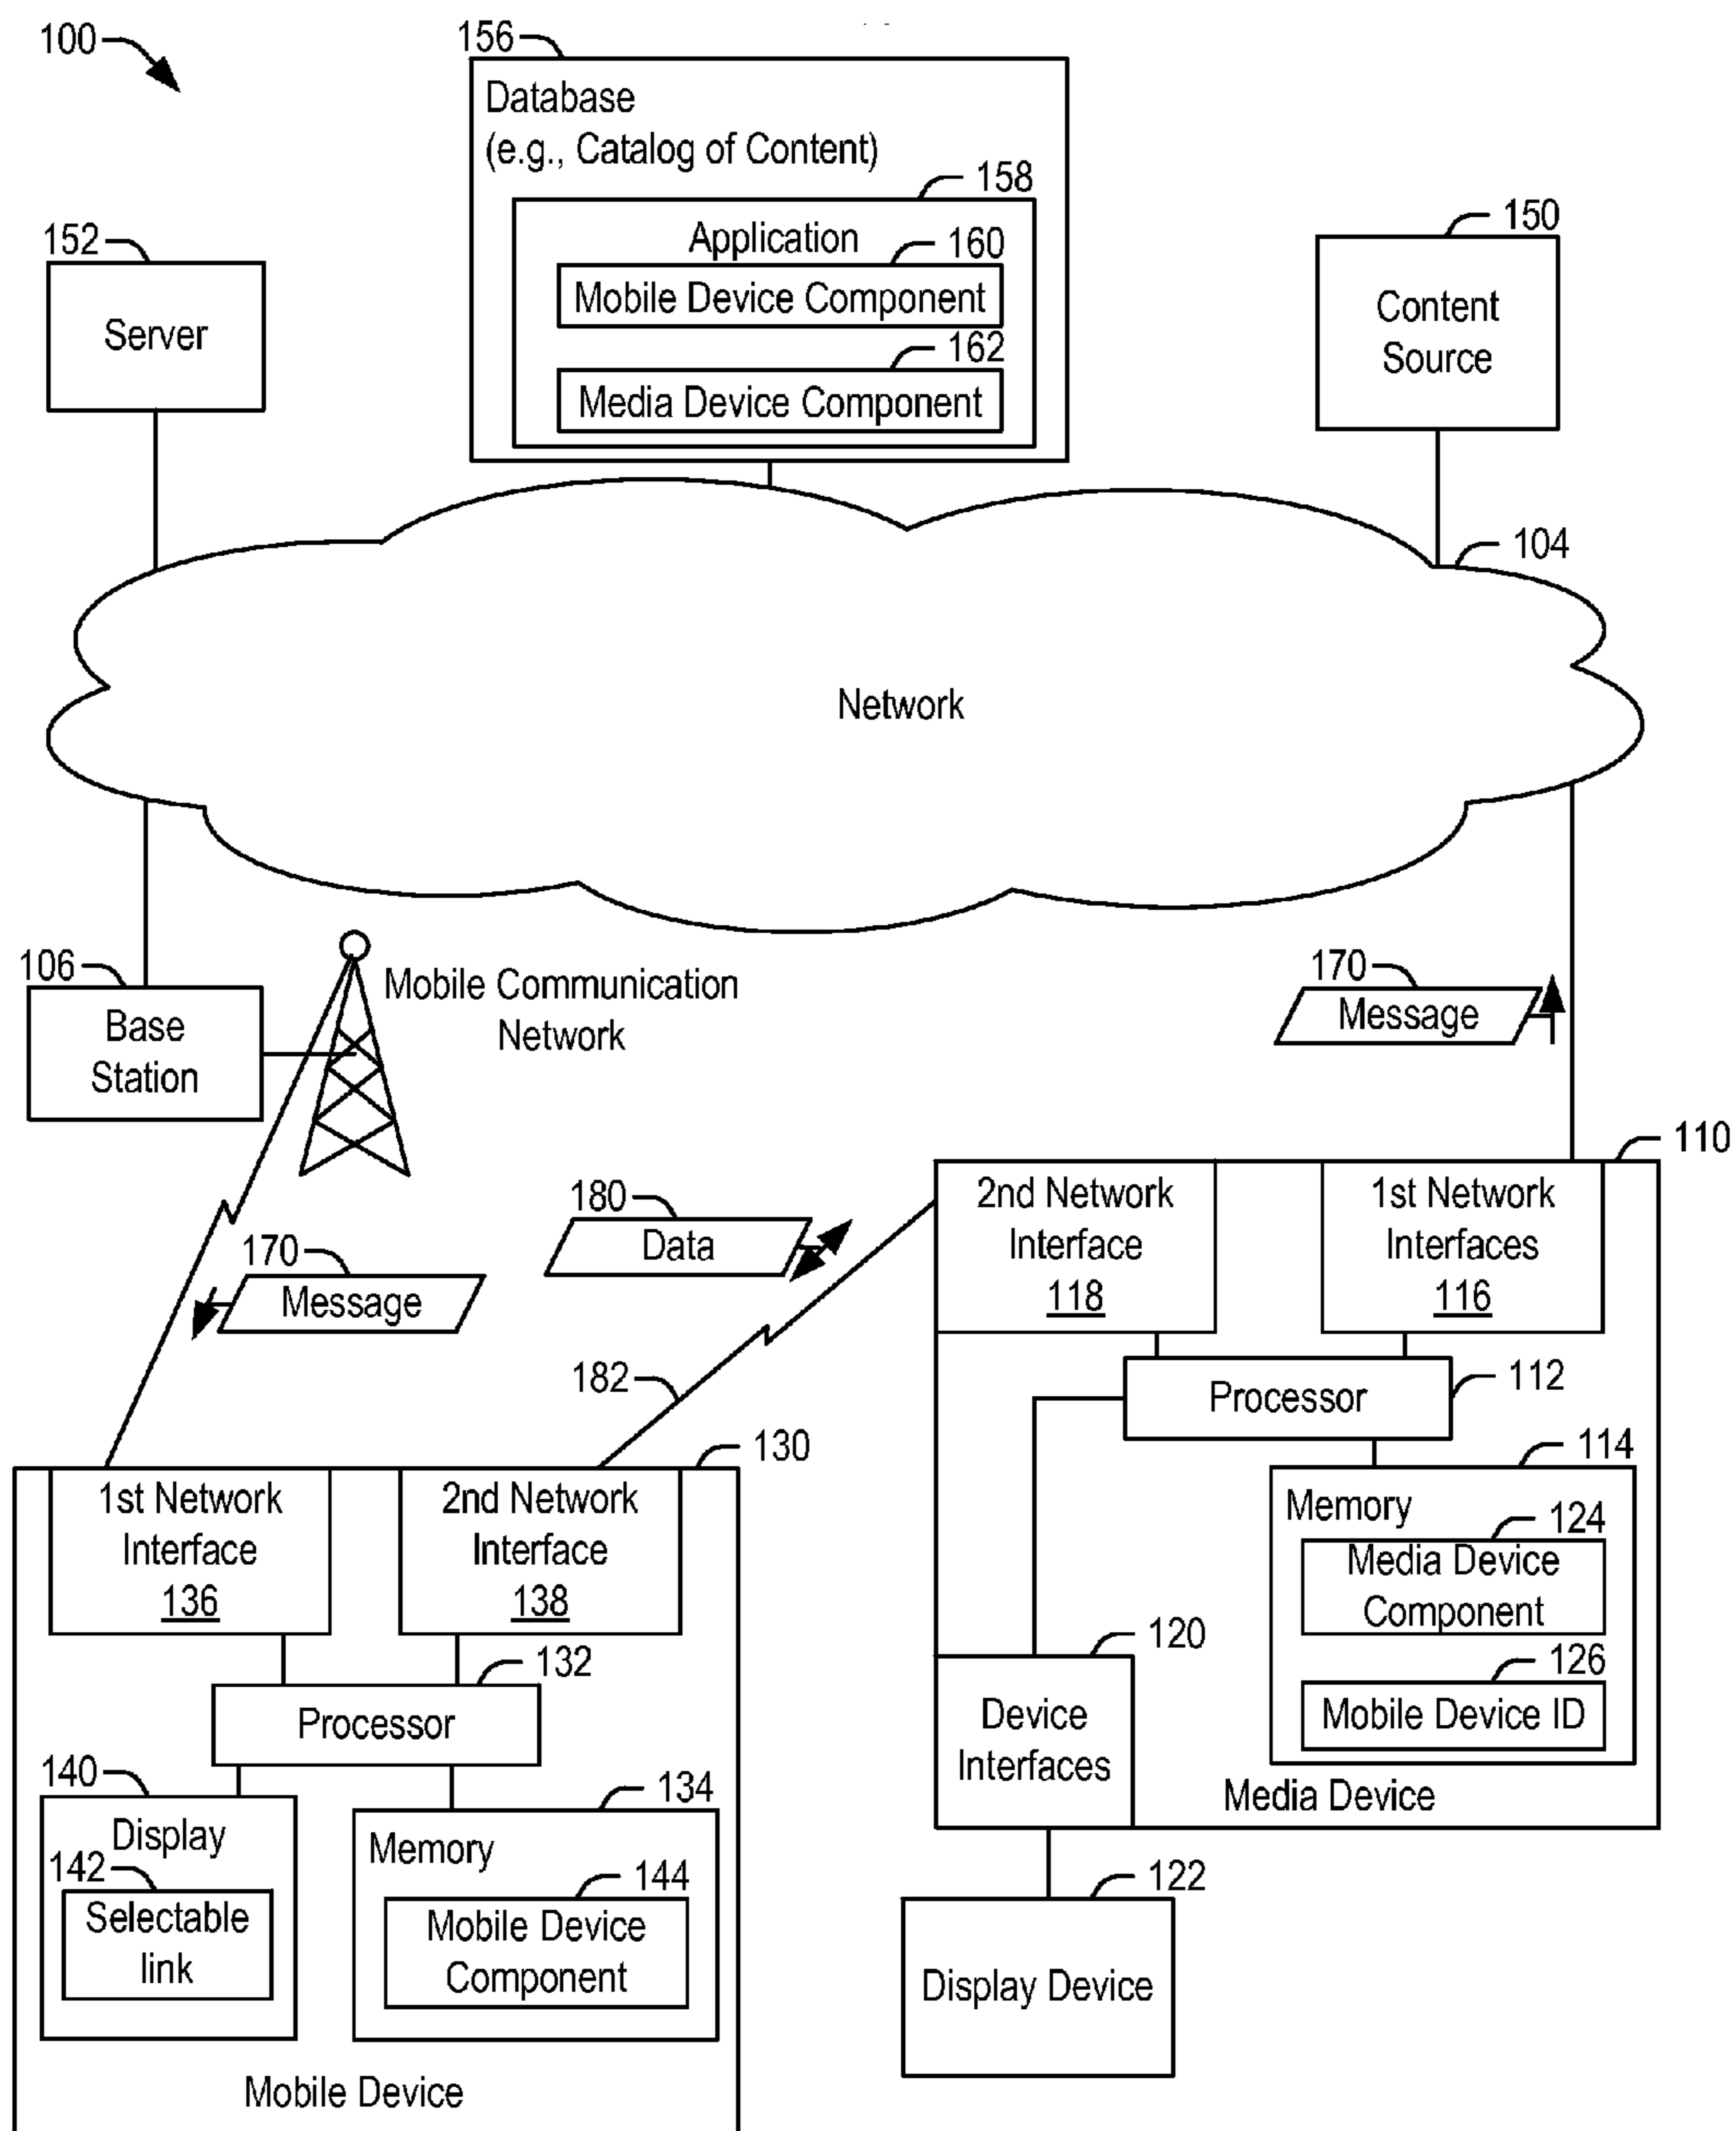 100
156
Database
(e.g., Catalog of Content)
158
Application
160
Mobile Device Component
162
Media Device Component
152
Server
150
Content
Source
104
Network
106
Base
Station
Mobile Communication
Network
170
Message
170
Message
180
Data
182
110
2nd Network
Interface
118
1st Network
Interfaces
116
Processor
112
114
Memory
124
Media Device
Component
126
Mobile Device ID
120
Device
Interfaces
Media Device
122
Display Device
130
1st Network
Interface
136
2nd Network
Interface
138
132
Processor
140
Display
142
Selectable
link
134
Memory
144
Mobile Device
Component
Mobile Device